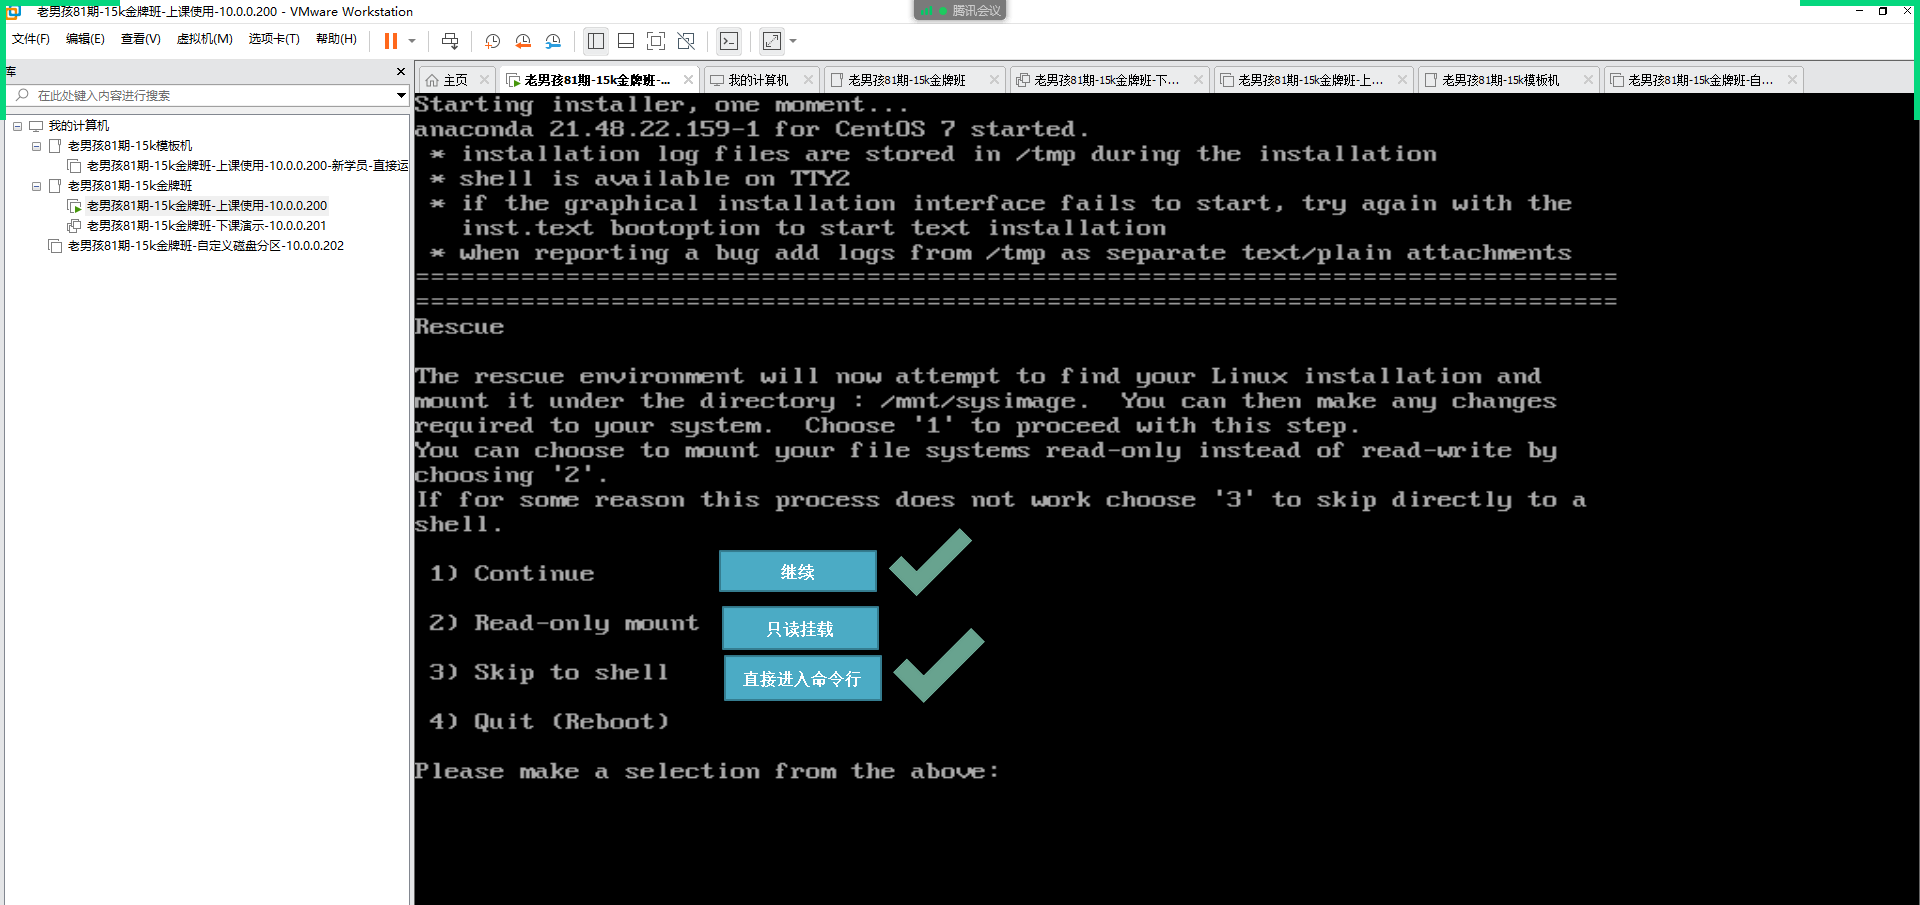 老男孩81期-15k金牌班-上课使用-10.0.0.200 - VMware Workstation
腾讯会议
文件(F) 编辑(E) 查看(V) 虚拟机(M) 选项卡(T) 帮助(H)
库
在此处键入内容进行搜索
我的计算机
老男孩81期-15k模板机
老男孩81期-15k金牌班-上课使用-10.0.0.200-新学员-直接运
老男孩81期-15k金牌班
老男孩81期-15k金牌班-上课使用-10.0.0.200
老男孩81期-15k金牌班-下课演示-10.0.0.201
老男孩81期-15k金牌班-自定义磁盘分区-10.0.0.202
主页 老男孩81期-15k金牌班-... 我的计算机 老男孩81期-15k金牌班 老男孩81期-15k金牌班-下... 老男孩81期-15k金牌班-上... 老男孩81期-15k模板机 老男孩81期-15k金牌班-自...
Starting installer, one moment...
anaconda 21.48.22.159-1 for CentOS 7 started.
* installation log files are stored in /tmp during the installation
* shell is available on TTY2
* if the graphical installation interface fails to start, try again with the
inst.text bootoption to start text installation
* when reporting a bug add logs from /tmp as separate text/plain attachments
================================================================================
================================================================================
Rescue
The rescue environment will now attempt to find your Linux installation and
mount it under the directory : /mnt/sysimage.  You can then make any changes
required to your system.  Choose '1' to proceed with this step.
You can choose to mount your file systems read-only instead of read-write by
choosing '2'.
If for some reason this process does not work choose '3' to skip directly to a
shell.
1) Continue 继续
2) Read-only mount 只读挂载
3) Skip to shell 直接进入命令行
4) Quit (Reboot)
Please make a selection from the above: